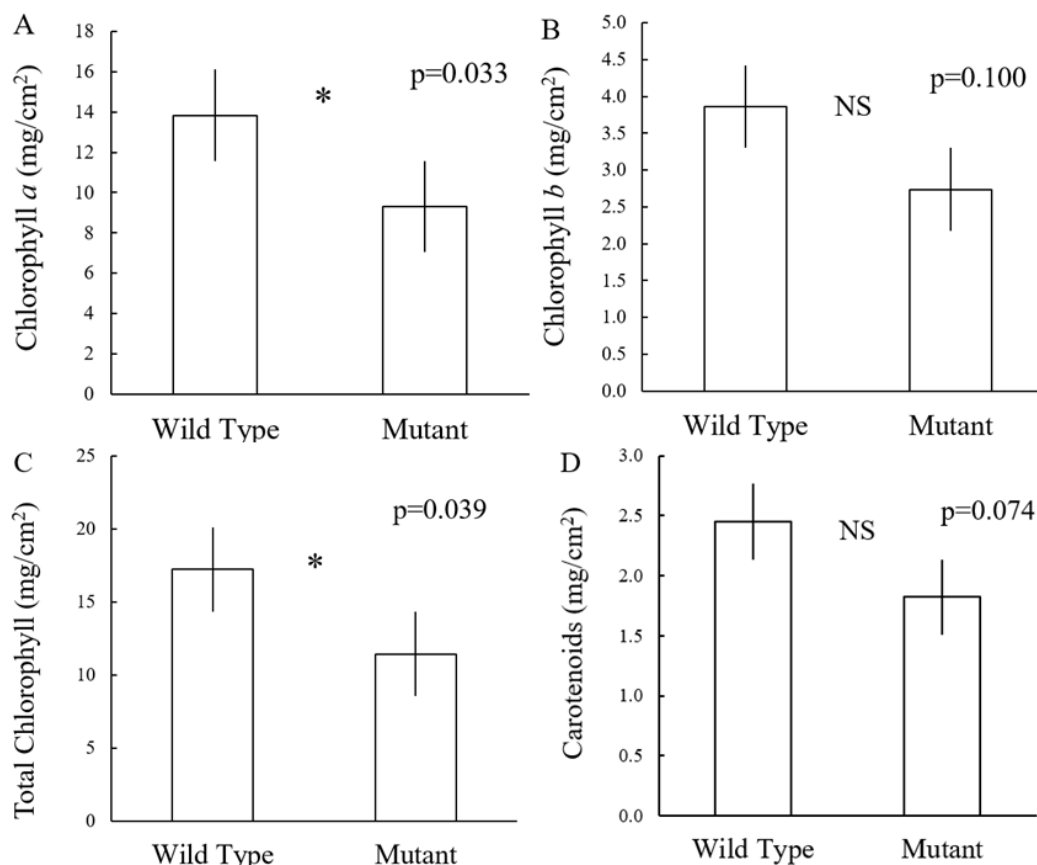 A
Chlorophyll a (mg/cm²)
18
16
14
12
10
8
6
4
2
0
*
p=0.033
Wild Type
Mutant
B
Chlorophyll b (mg/cm²)
5.0
4.5
4.0
3.5
3.0
2.5
2.0
1.5
1.0
0.5
0.0
NS
p=0.100
Wild Type
Mutant
C
Total Chlorophyll (mg/cm²)
25
20
15
10
5
0
*
p=0.039
Wild Type
Mutant
D
Carotenoids (mg/cm²)
3.0
2.5
2.0
1.5
1.0
0.5
0.0
NS
p=0.074
Wild Type
Mutant